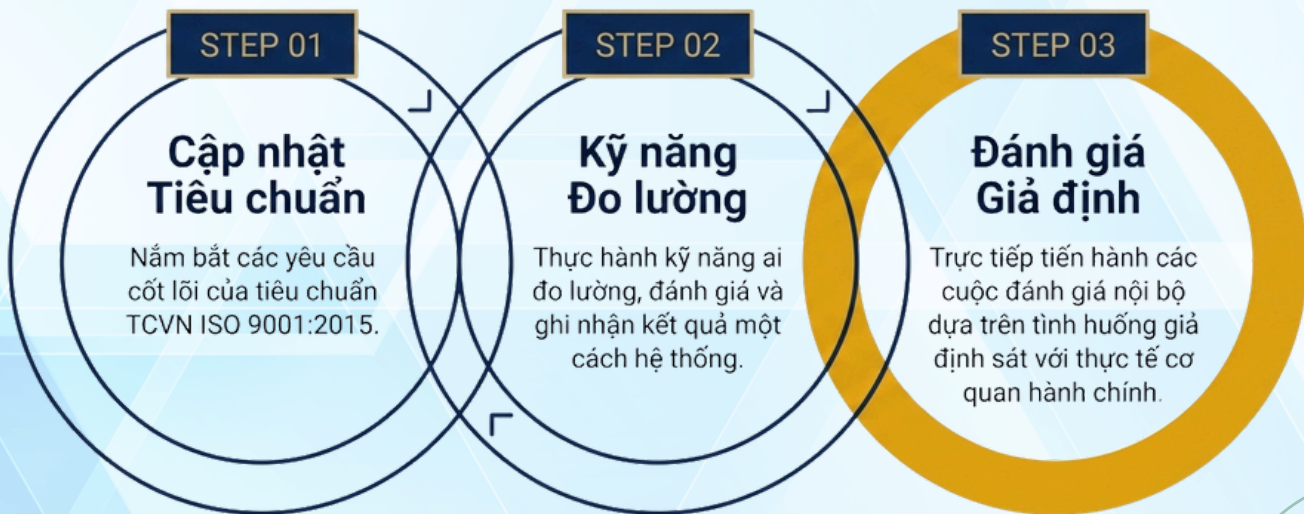 STEP 01
Cập nhật
Tiêu chuẩn
Nắm bắt các yêu cầu
cốt lõi của tiêu chuẩn
TCVN ISO 9001:2015.
STEP 02
Kỹ năng
Đo lường
Thực hành kỹ năng ai
đo lường, đánh giá và
ghi nhận kết quả một
cách hệ thống.
STEP 03
Đánh giá
Giả định
Trực tiếp tiến hành các
cuộc đánh giá nội bộ
dựa trên tình huống giả
định sát với thực tế cơ
quan hành chính.